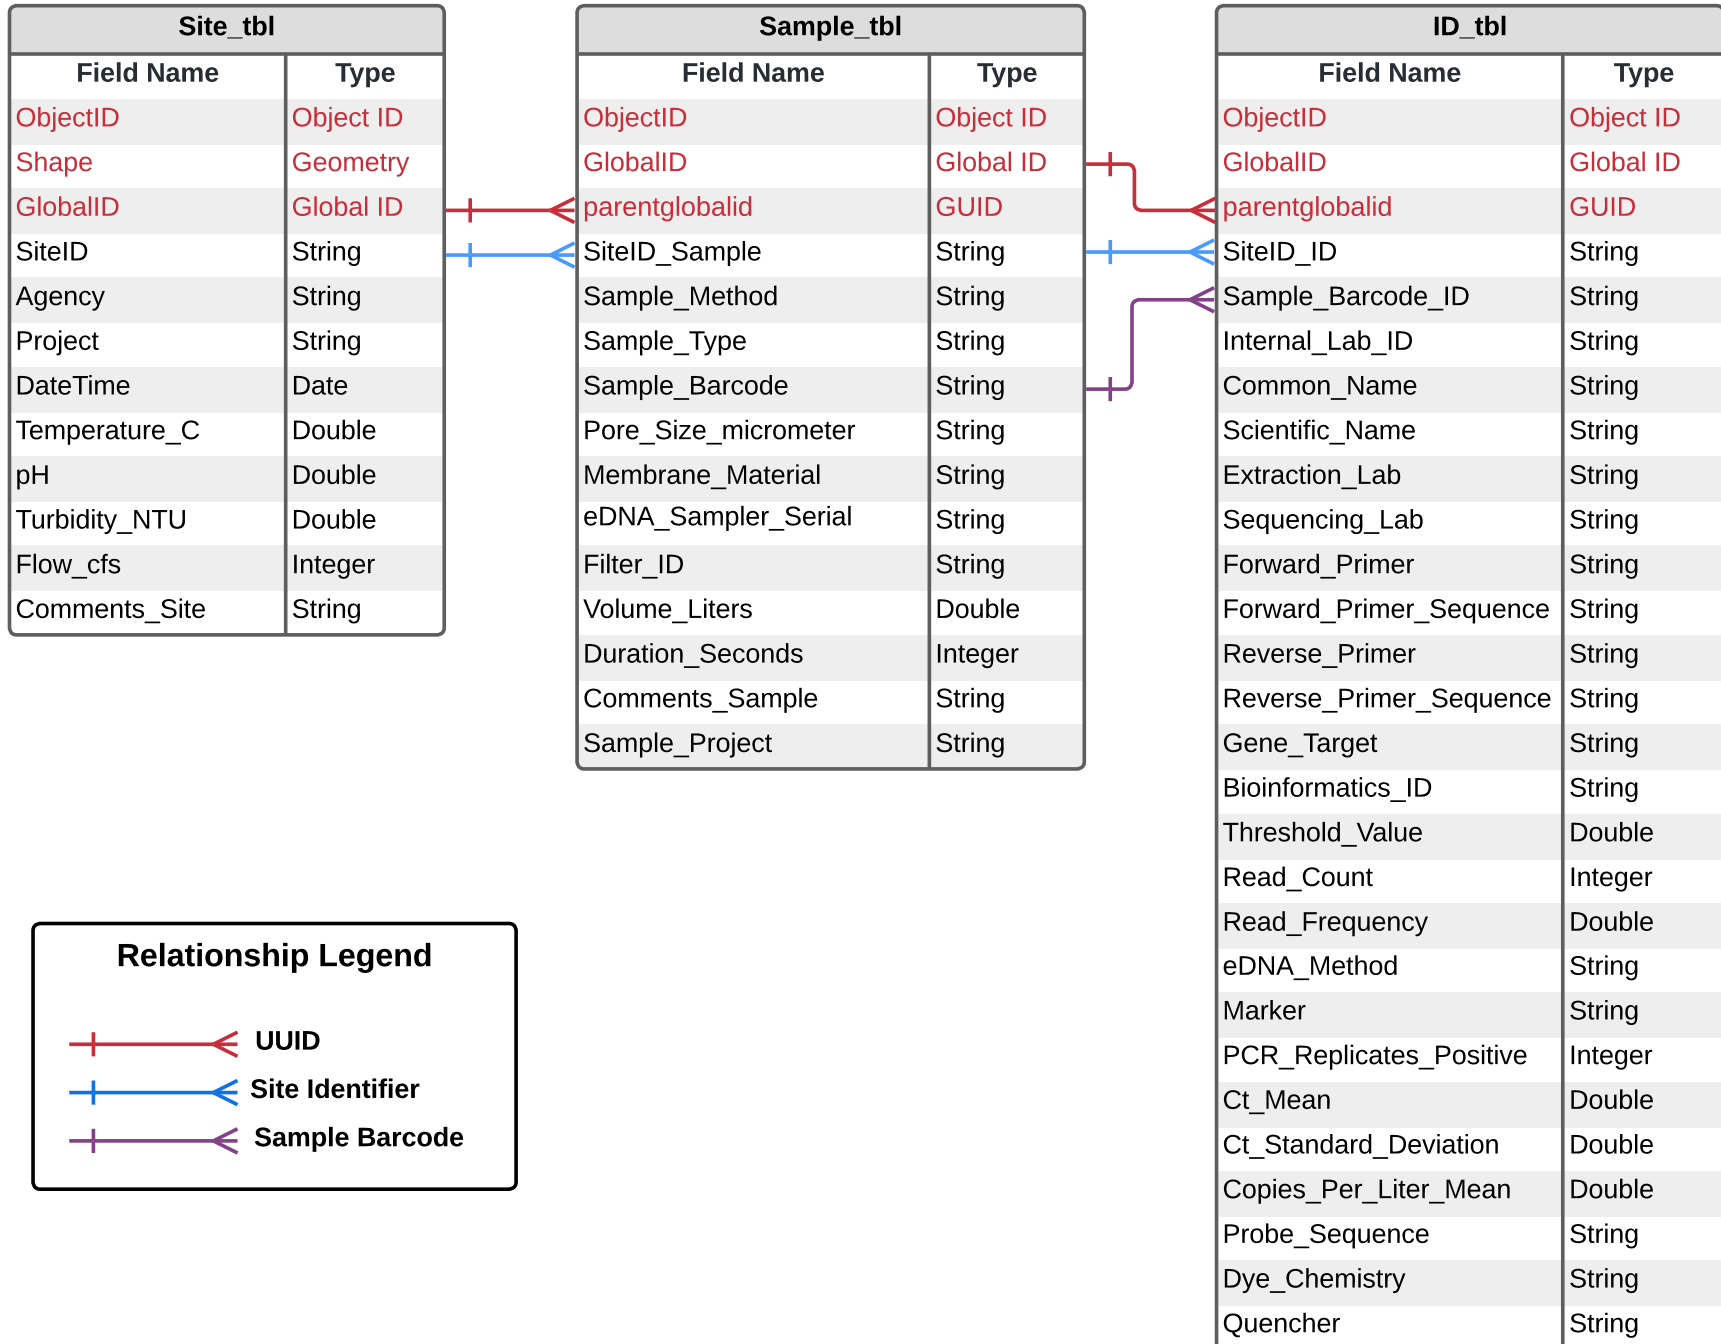 Site_tbl
Field Name Type
ObjectID Object ID
Shape Geometry
GlobalID Global ID
SiteID String
Agency String
Project String
DateTime Date
Temperature_C Double
pH Double
Turbidity_NTU Double
Flow_cfs Integer
Comments_Site String
Sample_tbl
Field Name Type
ObjectID Object ID
GlobalID Global ID
parentglobalid GUID
SiteID_Sample String
Sample_Method String
Sample_Type String
Sample_Barcode String
Pore_Size_micrometer String
Membrane_Material String
eDNA_Sampler_Serial String
Filter_ID String
Volume_Liters Double
Duration_Seconds Integer
Comments_Sample String
Sample_Project String
ID_tbl
Field Name Type
ObjectID Object ID
GlobalID Global ID
parentglobalid GUID
SiteID_ID String
Sample_Barcode_ID String
Internal_Lab_ID String
Common_Name String
Scientific_Name String
Extraction_Lab String
Sequencing_Lab String
Forward_Primer String
Forward_Primer_Sequence String
Reverse_Primer String
Reverse_Primer_Sequence String
Gene_Target String
Bioinformatics_ID String
Threshold_Value Double
Read_Count Integer
Read_Frequency Double
eDNA_Method String
Marker String
PCR_Replicates_Positive Integer
Ct_Mean Double
Ct_Standard_Deviation Double
Copies_Per_Liter_Mean Double
Probe_Sequence String
Dye_Chemistry String
Quencher String
Relationship Legend
UUID
Site Identifier
Sample Barcode